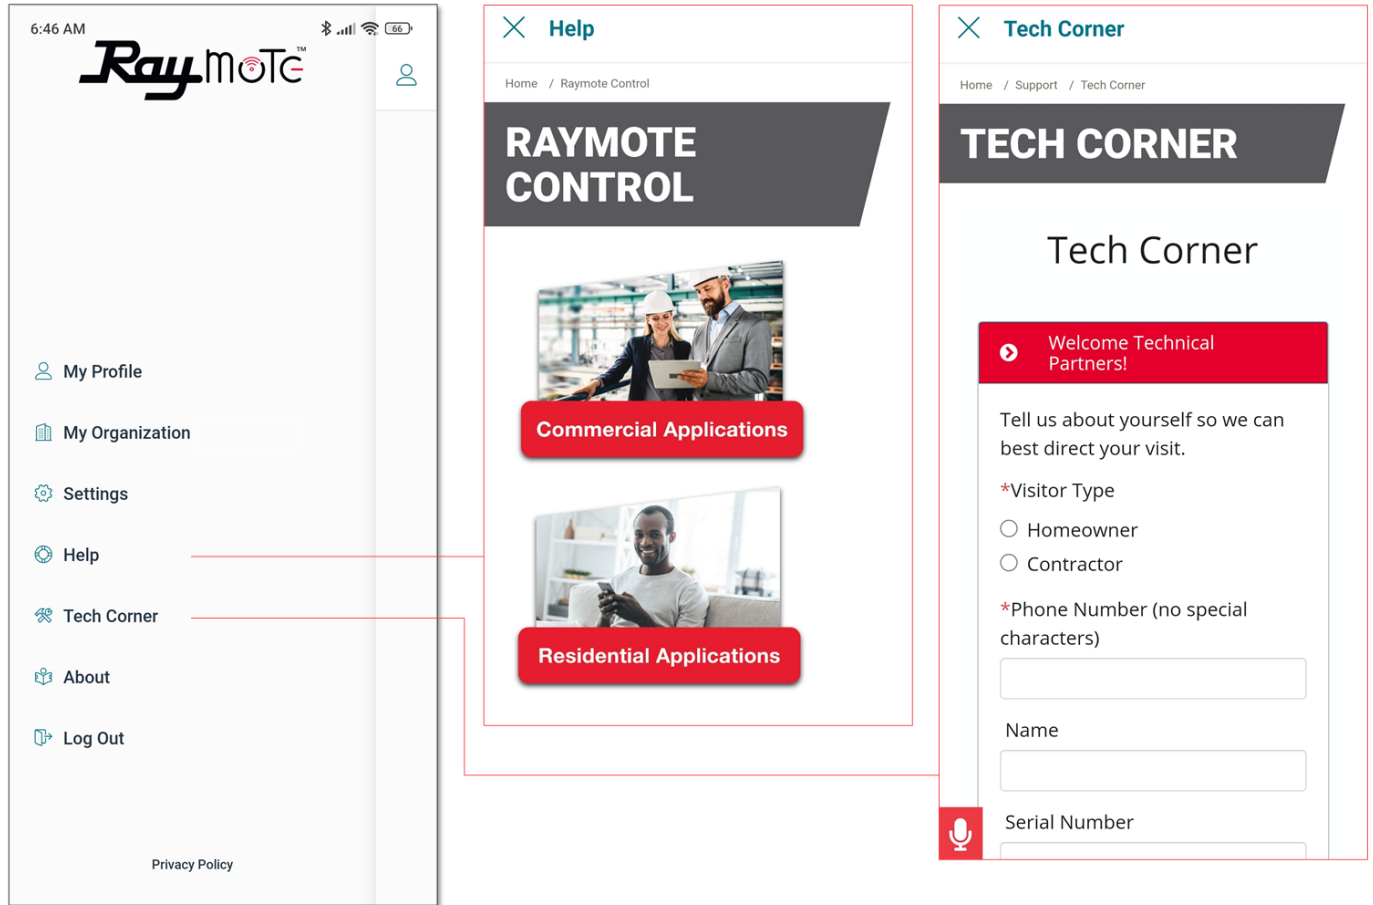 6:46 AM
66
RaymoTe™
My Profile
My Organization
Settings
Help
Tech Corner
About
Log Out
Privacy Policy
Help
Home / Raymote Control
RAYMOTE
CONTROL
Commercial Applications
Residential Applications
Tech Corner
Home / Support / Tech Corner
TECH CORNER
Tech Corner
Welcome Technical
Partners!
Tell us about yourself so we can
best direct your visit.
*Visitor Type
Homeowner
Contractor
*Phone Number (no special
characters)
Name
Serial Number